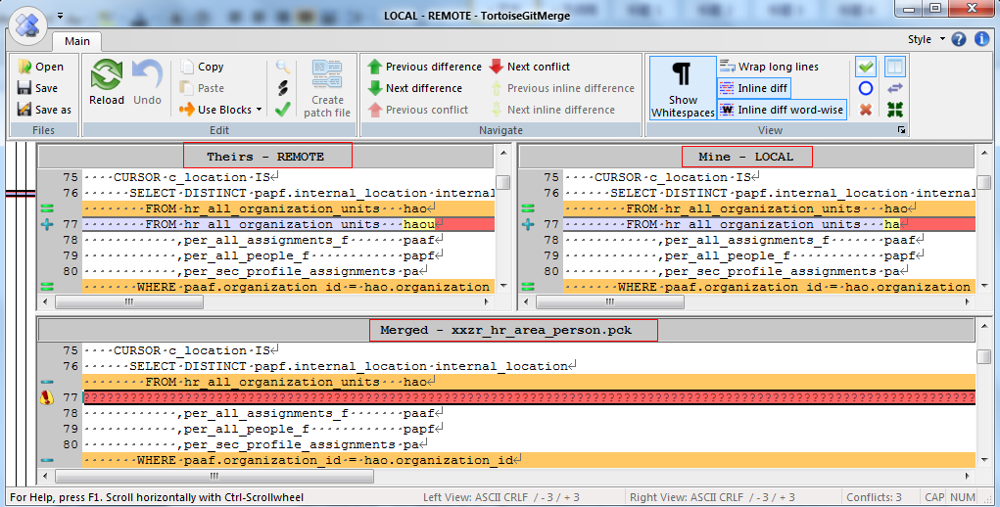 LOCAL - REMOTE - TortoiseGitMerge
Main
Style
Open
Save
Save as
Files
Reload
Undo
Copy
Paste
Use Blocks
Create patch file
Edit
Previous difference
Next difference
Previous conflict
Next conflict
Previous inline difference
Next inline difference
Navigate
Show Whitespaces
Wrap long lines
Inline diff
Inline diff word-wise
View
Theirs - REMOTE
75 ····CURSOR·c_location·IS↵
76 ······SELECT·DISTINCT·papf.internal_location·intern
········FROM·hr_all_organization_units···hao↵
77 ········FROM·hr_all_organization_units···haou↵
78 ············,per_all_assignments_f·······paaf↵
79 ············,per_all_people_f············papf↵
80 ············,per_sec_profile_assignments·pa↵
·······WHERE·paaf.organization_id·=·hao.organization
Mine - LOCAL
75 ····CURSOR·c_location·IS↵
76 ······SELECT·DISTINCT·papf.internal_location·intern
········FROM·hr_all_organization_units···hao↵
77 ········FROM·hr_all_organization_units···ha↵
78 ············,per_all_assignments_f·······paaf↵
79 ············,per_all_people_f············papf↵
80 ············,per_sec_profile_assignments·pa↵
·······WHERE·paaf.organization_id·=·hao.organization
Merged - xxzr_hr_area_person.pck
75 ····CURSOR·c_location·IS↵
76 ······SELECT·DISTINCT·papf.internal_location·internal_location↵
········FROM·hr_all_organization_units···hao↵
77 ????????????????????????????????????????????????????????????????????????????????????????????????????????????????
78 ············,per_all_assignments_f·······paaf↵
79 ············,per_all_people_f············papf↵
80 ············,per_sec_profile_assignments·pa↵
·······WHERE·paaf.organization_id·=·hao.organization_id↵
For Help, press F1. Scroll horizontally with Ctrl-Scrollwheel
Left View: ASCII CRLF / - 3 / + 3
Right View: ASCII CRLF / - 3 / + 3
Conflicts: 3
CAP
NUM